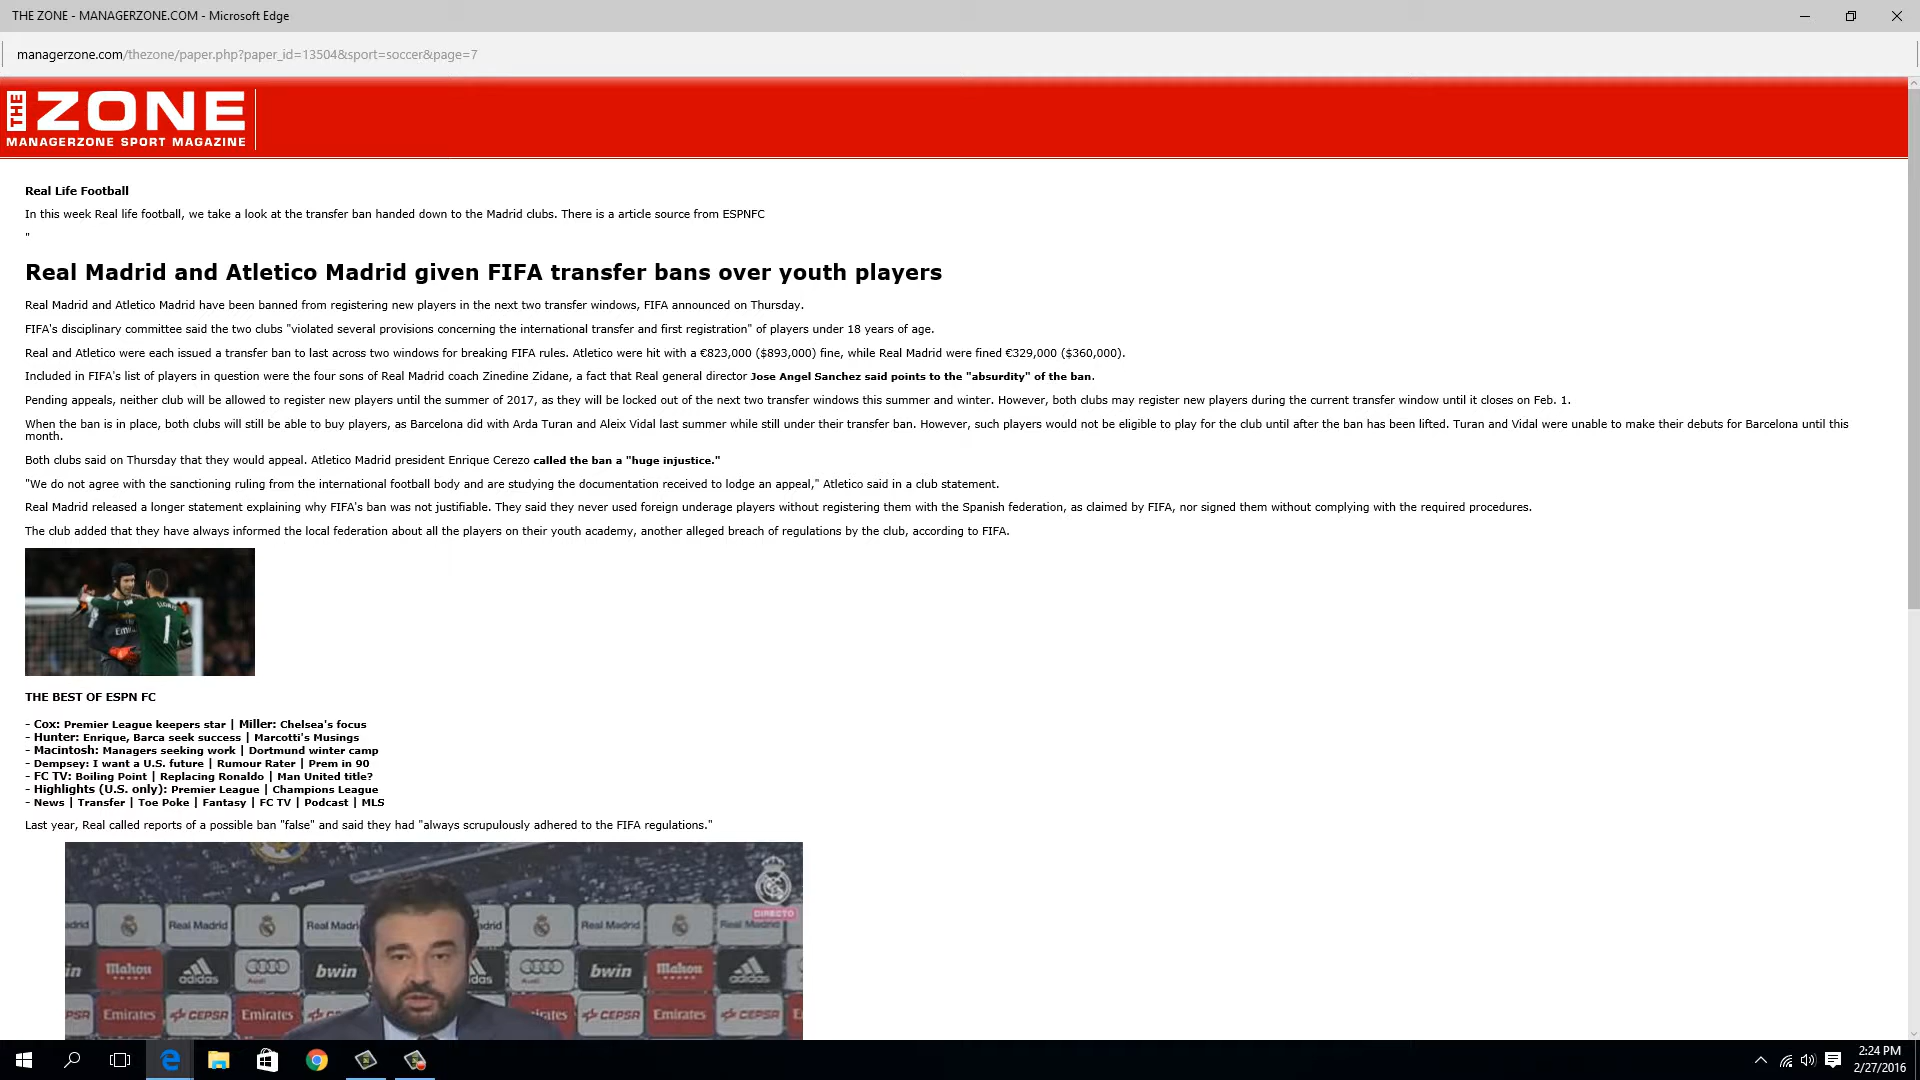 THE ZONE - MANAGERZONE.COM - Microsoft Edge
managerzone.com/thezone/paper.php?paper_id=13504&sport=soccer&page=7
THE ZONE
MANAGERZONE SPORT MAGAZINE
Real Life Football
In this week Real life football, we take a look at the transfer ban handed down to the Madrid clubs. There is a article source from ESPNFC
"
Real Madrid and Atletico Madrid given FIFA transfer bans over youth players
Real Madrid and Atletico Madrid have been banned from registering new players in the next two transfer windows, FIFA announced on Thursday.
FIFA's disciplinary committee said the two clubs "violated several provisions concerning the international transfer and first registration" of players under 18 years of age.
Real and Atletico were each issued a transfer ban to last across two windows for breaking FIFA rules. Atletico were hit with a €823,000 ($893,000) fine, while Real Madrid were fined €329,000 ($360,000).
Included in FIFA's list of players in question were the four sons of Real Madrid coach Zinedine Zidane, a fact that Real general director Jose Angel Sanchez said points to the "absurdity" of the ban.
Pending appeals, neither club will be allowed to register new players until the summer of 2017, as they will be locked out of the next two transfer windows this summer and winter. However, both clubs may register new players during the current transfer window until it closes on Feb. 1.
When the ban is in place, both clubs will still be able to buy players, as Barcelona did with Arda Turan and Aleix Vidal last summer while still under their transfer ban. However, such players would not be eligible to play for the club until after the ban has been lifted. Turan and Vidal were unable to make their debuts for Barcelona until this
month.
Both clubs said on Thursday that they would appeal. Atletico Madrid president Enrique Cerezo called the ban a "huge injustice."
"We do not agree with the sanctioning ruling from the international football body and are studying the documentation received to lodge an appeal," Atletico said in a club statement.
Real Madrid released a longer statement explaining why FIFA's ban was not justifiable. They said they never used foreign underage players without registering them with the Spanish federation, as claimed by FIFA, nor signed them without complying with the required procedures.
The club added that they have always informed the local federation about all the players on their youth academy, another alleged breach of regulations by the club, according to FIFA.
1
THE BEST OF ESPN FC
- Cox: Premier League keepers star | Miller: Chelsea's focus
- Hunter: Enrique, Barca seek success | Marcotti's Musings
- Macintosh: Managers seeking work | Dortmund winter camp
- Dempsey: I want a U.S. future | Rumour Rater | Prem in 90
- FC TV: Boiling Point | Replacing Ronaldo | Man United title?
- Highlights (U.S. only): Premier League | Champions League
- News | Transfer | Toe Poke | Fantasy | FC TV | Podcast | MLS
Last year, Real called reports of a possible ban "false" and said they had "always scrupulously adhered to the FIFA regulations."
DIRECTO
adrid Real Madrid Real Madri adrid Real Madrid Real Madrid
in Mahou adidas Audi bwin das Audi bwin Mahou adidas
PSA Emirates CEPSA Emirates irates CEPSA Emirates CEPSA
2:24 PM
2/27/2016